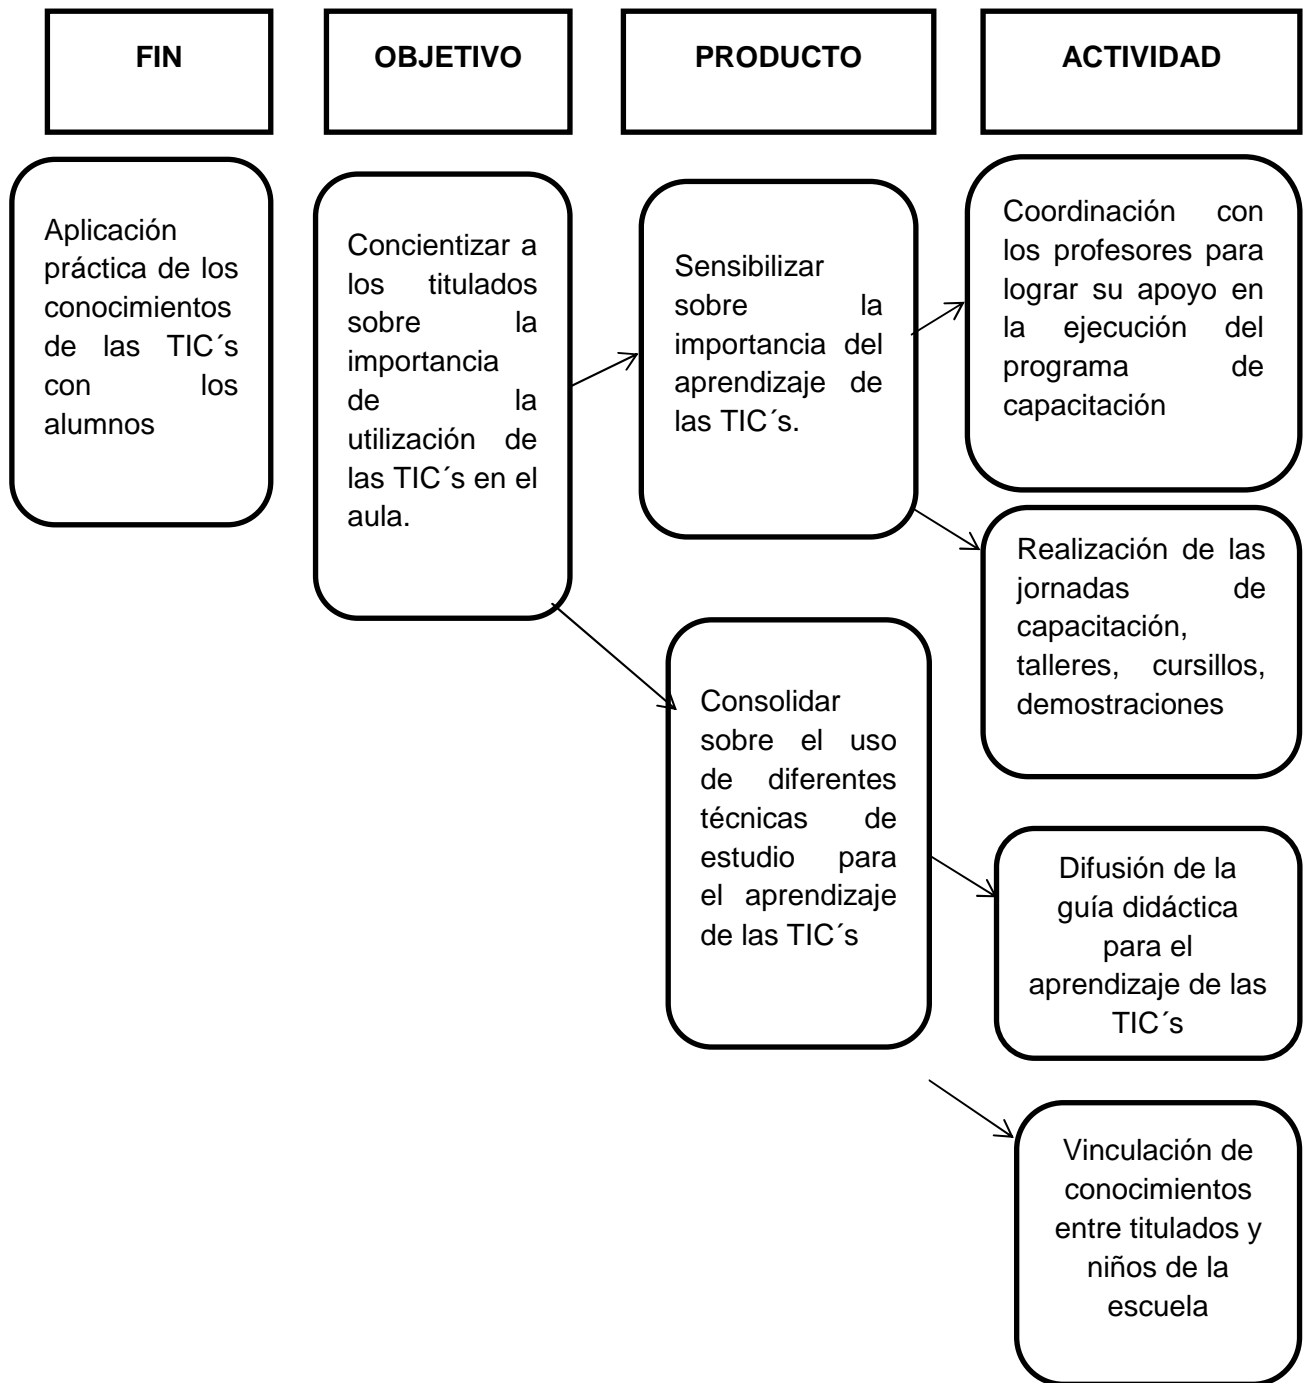 FIN
OBJETIVO
PRODUCTO
ACTIVIDAD
Aplicación
práctica de los
conocimientos
de las TIC´s
con los
alumnos
Concientizar a
los titulados
sobre la
importancia
de la
utilización de
las TIC´s en el
aula.
Sensibilizar
sobre la
importancia del
aprendizaje de
las TIC´s.
Consolidar
sobre el uso
de diferentes
técnicas de
estudio para
el aprendizaje
de las TIC´s
Coordinación con
los profesores para
lograr su apoyo en
la ejecución del
programa de
capacitación
Realización de las
jornadas de
capacitación,
talleres, cursillos,
demostraciones
Difusión de la
guía didáctica
para el
aprendizaje de las
TIC´s
Vinculación de
conocimientos
entre titulados y
niños de la
escuela